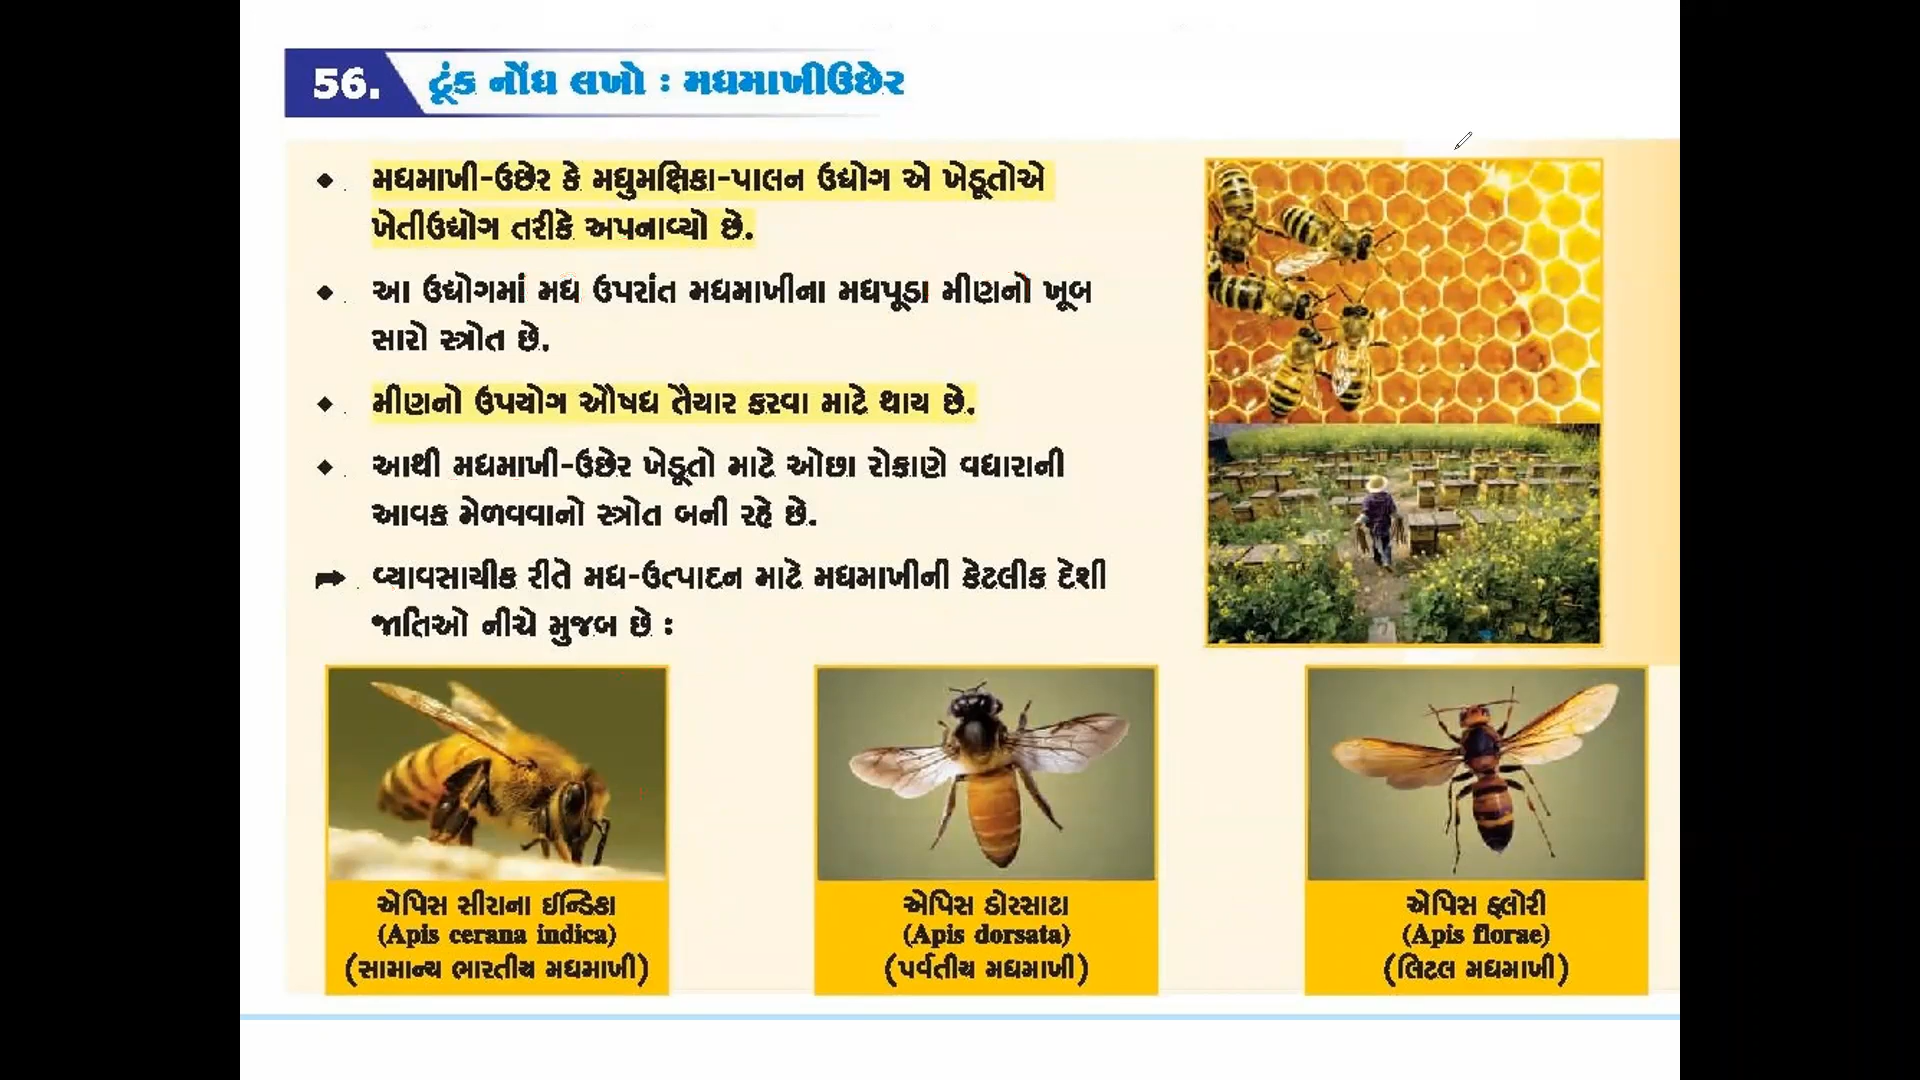 56. ટૂંક નોંધ લખો : મધમાખીઉછેર
મધમાખી-ઉછેર કે મધુમક્ષિકા-પાલન ઉદ્યોગ એ ખેડૂતોએ
ખેતીઉદ્યોગ તરીકે અપનાવ્યો છે.
આ ઉદ્યોગમાં મધ ઉપરાંત મધમાખીના મધપૂડા મીણનો ખૂબ
સારો સ્ત્રોત છે.
મીણનો ઉપયોગ ઔષધ તૈયાર કરવા માટે થાય છે.
આથી મધમાખી-ઉછેર ખેડૂતો માટે ઓછા રોકાણે વધારાની
આવક મેળવવાનો સ્ત્રોત બની રહે છે.
વ્યાવસાયીક રીતે મધ-ઉત્પાદન માટે મધમાખીની કેટલીક દેશી
જાતિઓ નીચે મુજબ છે :
એપિસ સીરાના ઈન્ડિકા
(Apis cerana indica)
(સામાન્ય ભારતીય મધમાખી)
એપિસ ડોરસાટા
(Apis dorsata)
(પર્વતીય મધમાખી)
એપિસ ફ્લોરી
(Apis florae)
(લિટલ મધમાખી)